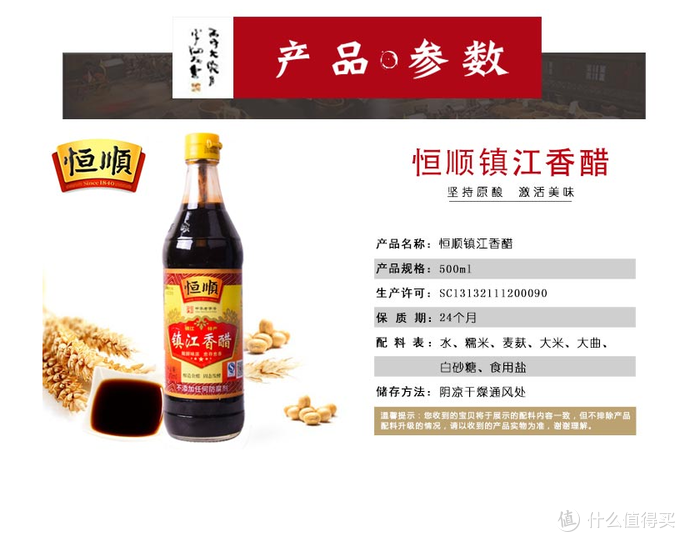 产品参数
恒順
Since 1840
恒顺镇江香醋
坚持原酸 激活美味
产品名称：恒顺镇江香醋
产品规格：500ml
生产许可：SC13132111200090
保 质 期：24个月
配 料 表：水、糯米、麦麸、大米、大曲、
白砂糖、食用盐
储存方法：阴凉干燥通风处
温馨提示：您收到的宝贝将于展示的配料内容一致，但不排除产品
配料升级的情况，请以收到的产品实物为准，谢谢理解。
恒順
镇江 特产
镇江香醋
不添加任何防腐剂
值 什么值得买